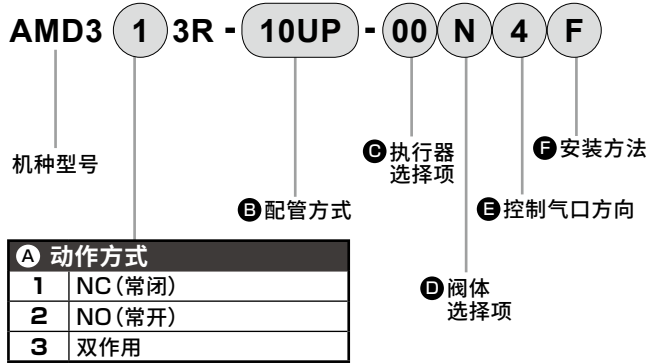 AMD3 1 3R - 10UP - 00 N 4 F
机种型号
C 执行器
选择项
F 安装方法
B 配管方式
E 控制气口方向
D 阀体
选择项
A 动作方式
1 NC（常闭）
2 NO（常开）
3 双作用